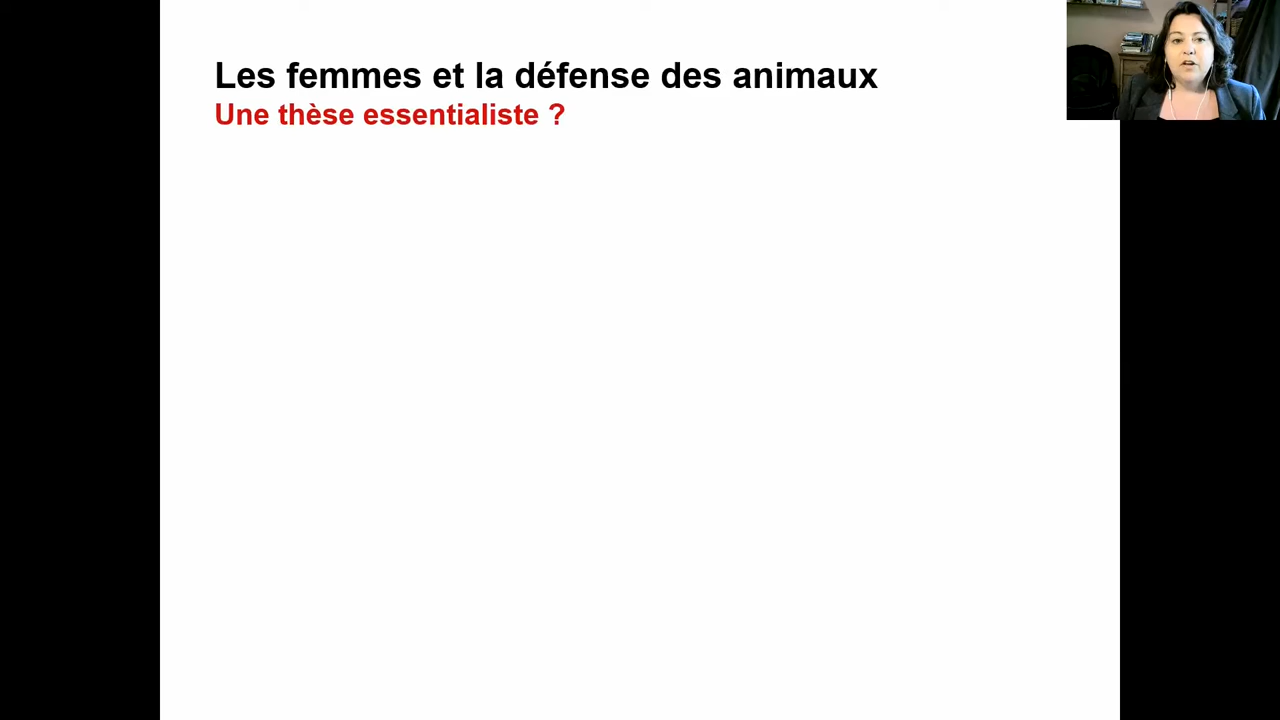 Les femmes et la défense des animaux
Une thèse essentialiste ?